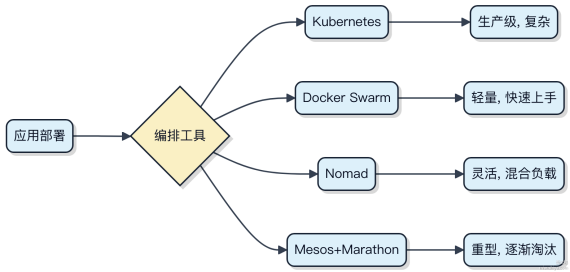 应用部署
编排工具
Kubernetes
生产级, 复杂
Docker Swarm
轻量, 快速上手
Nomad
灵活, 混合负载
Mesos+Marathon
重型, 逐渐淘汰